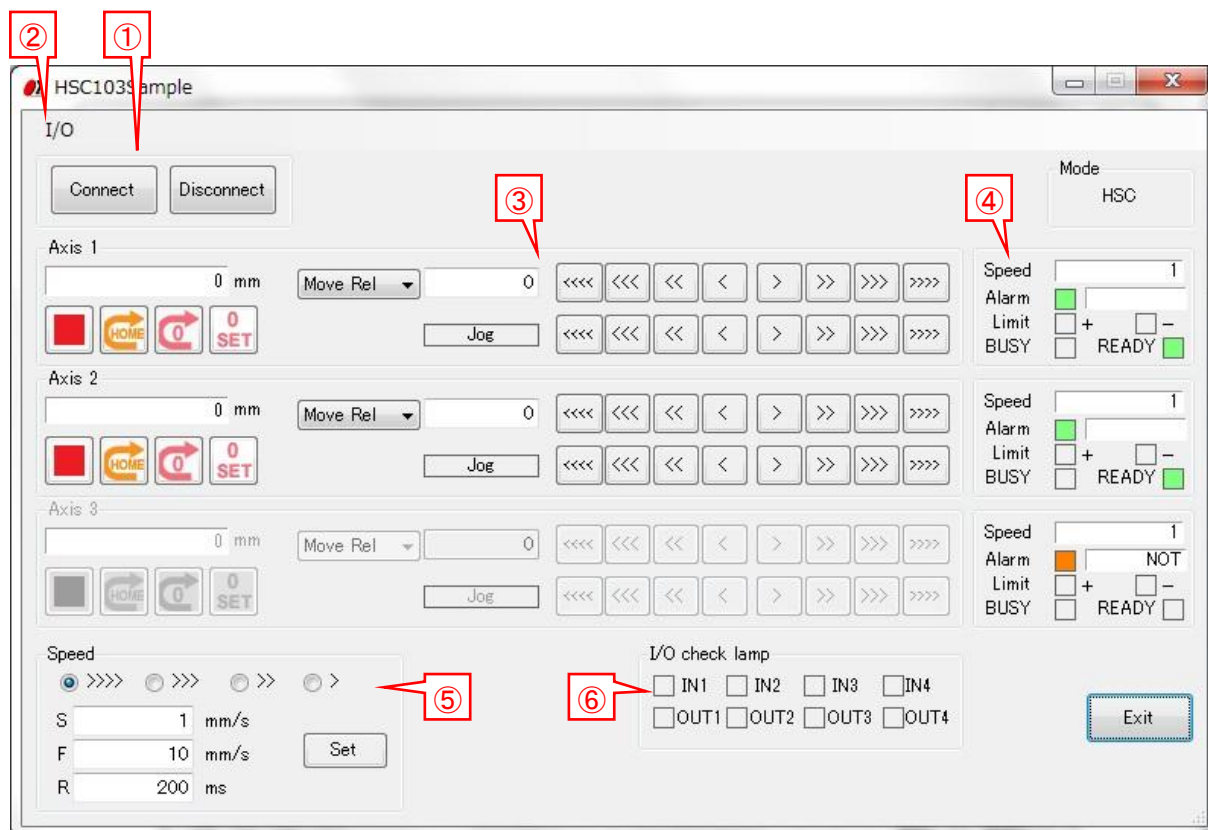 ② ①
HSC103Sample
I/O
Connect Disconnect ③ ④ Mode
HSC
Axis 1
0 mm Move Rel 0 <<<< <<< << < > >> >>> >>>> Speed 1
Alarm
HOME 0 0 SET Jog <<<< <<< << < > >> >>> >>>> Limit + −
BUSY READY
Axis 2
0 mm Move Rel 0 <<<< <<< << < > >> >>> >>>> Speed 1
Alarm
HOME 0 0 SET Jog <<<< <<< << < > >> >>> >>>> Limit + −
BUSY READY
Axis 3
0 mm Move Rel 0 <<<< <<< << < > >> >>> >>>> Speed 1
Alarm NOT
HOME 0 0 SET Jog <<<< <<< << < > >> >>> >>>> Limit + −
BUSY READY
Speed
>>>> >>> >> > ⑤
S 1 mm/s
F 10 mm/s Set
R 200 ms
I/O check lamp
⑥ IN1 IN2 IN3 IN4
OUT1 OUT2 OUT3 OUT4
Exit